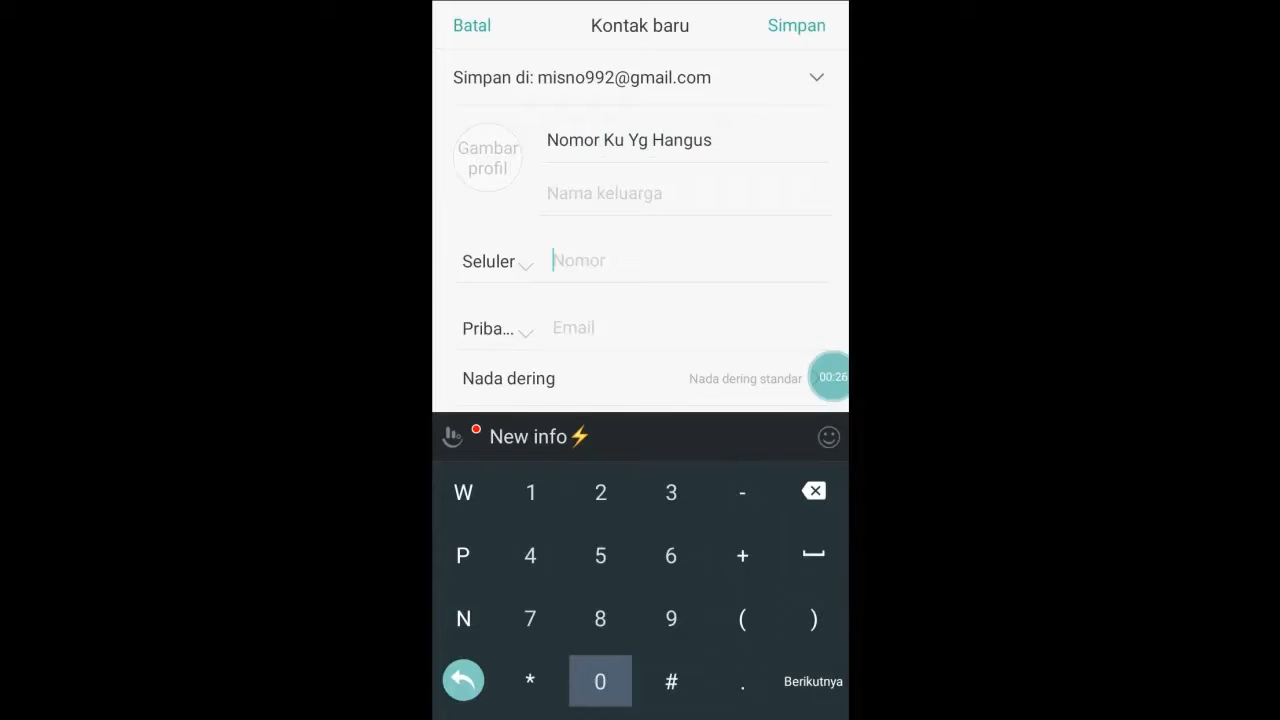 Batal Kontak baru Simpan
Simpan di: misno992@gmail.com
Gambar
profil
Nomor Ku Yg Hangus
Nama keluarga
Seluler Nomor
Priba... Email
Nada dering Nada dering standar 00:26
New info⚡
W 1 2 3 -
P 4 5 6 +
N 7 8 9 ( )
* 0 # . Berikutnya